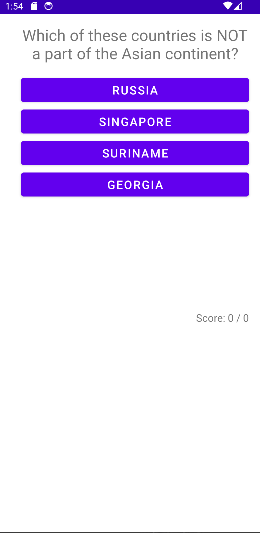 1:54
Which of these countries is NOT
a part of the Asian continent?
RUSSIA
SINGAPORE
SURINAME
GEORGIA
Score: 0 / 0